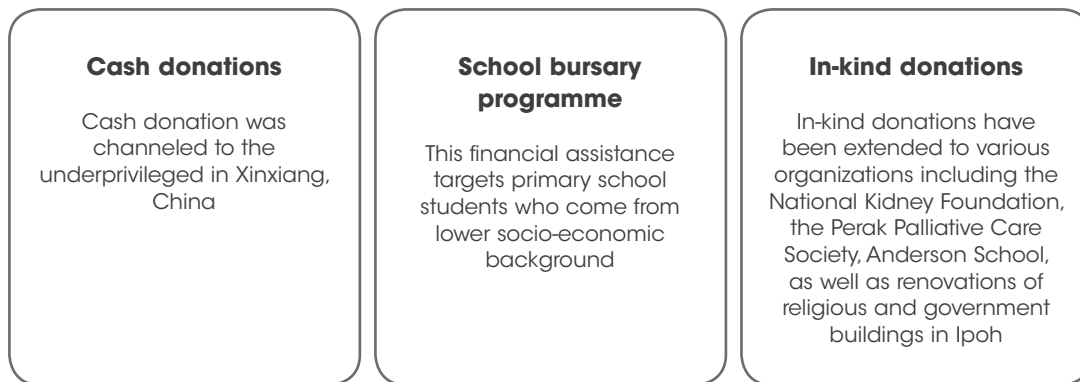 Cash donations
Cash donation was
channeled to the
underprivileged in Xinxiang,
China
School bursary
programme
This financial assistance
targets primary school
students who come from
lower socio-economic
background
In-kind donations
In-kind donations have
been extended to various
organizations including the
National Kidney Foundation,
the Perak Palliative Care
Society, Anderson School,
as well as renovations of
religious and government
buildings in Ipoh